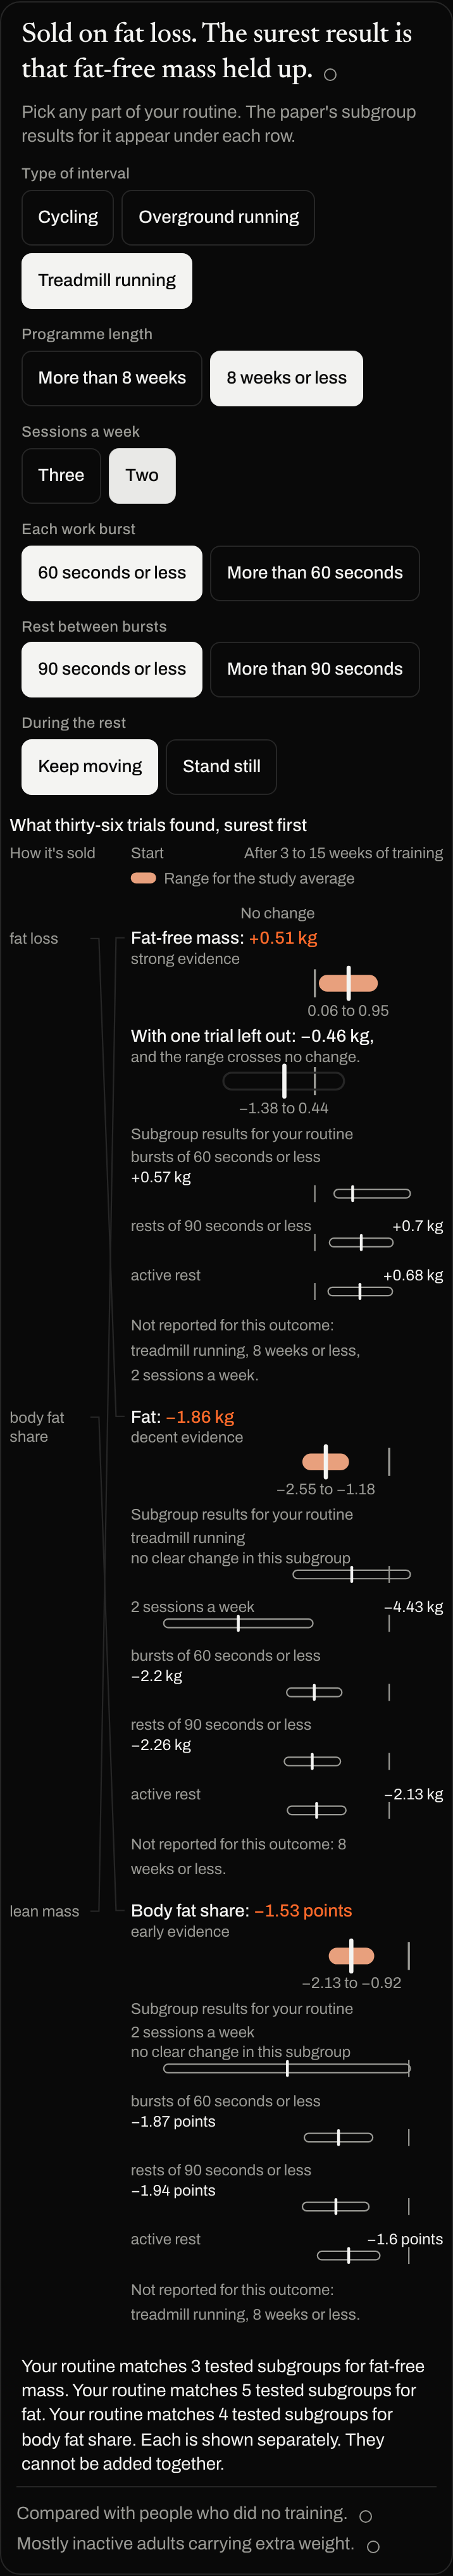 Sold on fat loss. The surest result is
that fat-free mass held up.
Pick any part of your routine. The paper's subgroup
results for it appear under each row.
Type of interval
Cycling
Overground running
Treadmill running
Programme length
More than 8 weeks
8 weeks or less
Sessions a week
Three
Two
Each work burst
60 seconds or less
More than 60 seconds
Rest between bursts
90 seconds or less
More than 90 seconds
During the rest
Keep moving
Stand still
What thirty-six trials found, surest first
How it's sold
Start
After 3 to 15 weeks of training
Range for the study average
No change
fat loss
Fat-free mass: +0.51 kg
strong evidence
0.06 to 0.95
With one trial left out: −0.46 kg,
and the range crosses no change.
−1.38 to 0.44
Subgroup results for your routine
bursts of 60 seconds or less
+0.57 kg
rests of 90 seconds or less
+0.7 kg
active rest
+0.68 kg
Not reported for this outcome:
treadmill running, 8 weeks or less,
2 sessions a week.
body fat
share
Fat: −1.86 kg
decent evidence
−2.55 to −1.18
Subgroup results for your routine
treadmill running
no clear change in this subgroup
2 sessions a week
−4.43 kg
bursts of 60 seconds or less
−2.2 kg
rests of 90 seconds or less
−2.26 kg
active rest
−2.13 kg
Not reported for this outcome: 8
weeks or less.
lean mass
Body fat share: −1.53 points
early evidence
−2.13 to −0.92
Subgroup results for your routine
2 sessions a week
no clear change in this subgroup
bursts of 60 seconds or less
−1.87 points
rests of 90 seconds or less
−1.94 points
active rest
−1.6 points
Not reported for this outcome:
treadmill running, 8 weeks or less.
Your routine matches 3 tested subgroups for fat-free
mass. Your routine matches 5 tested subgroups for
fat. Your routine matches 4 tested subgroups for
body fat share. Each is shown separately. They
cannot be added together.
Compared with people who did no training.
Mostly inactive adults carrying extra weight.